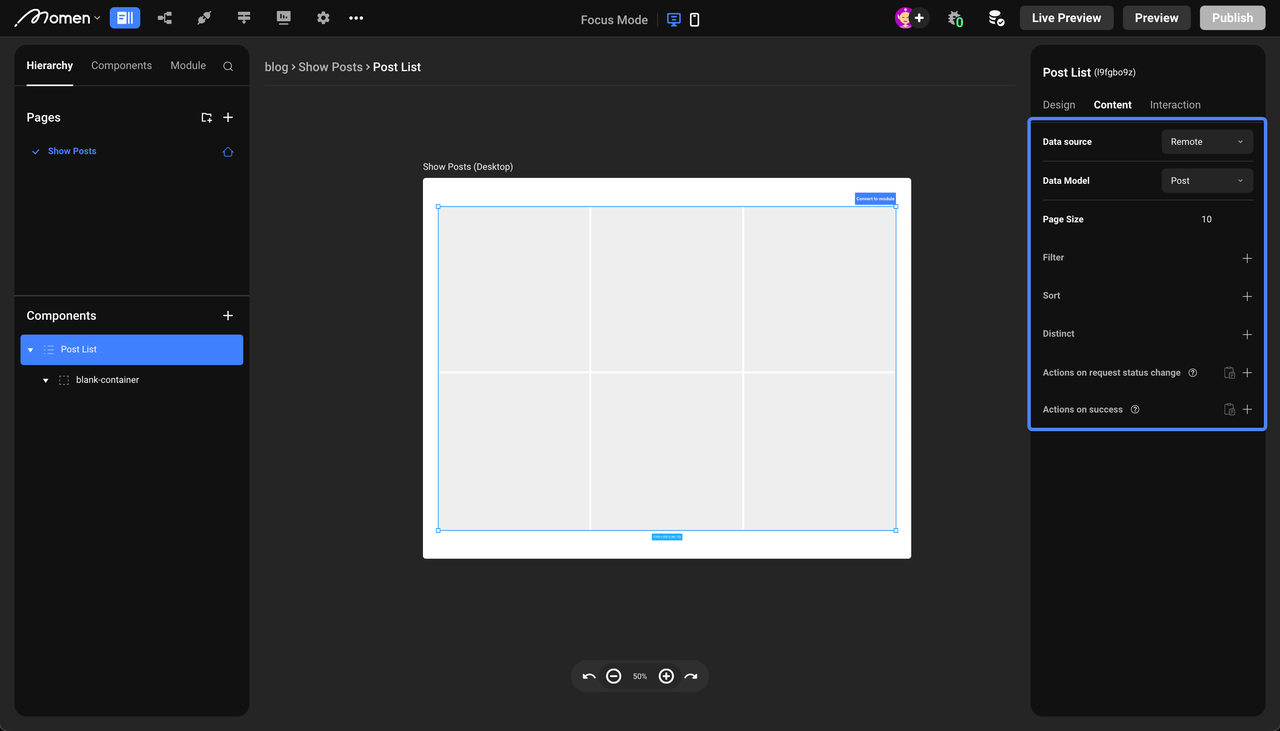 Momen
Focus Mode
0
Live Preview
Preview
Publish
Hierarchy
Components
Module
Pages
Show Posts
Components
Post List
blank-container
blog › Show Posts › Post List
Show Posts (Desktop)
Convert to module
50%
Post List (l9fgbo9z)
Design
Content
Interaction
Data source
Remote
Data Model
Post
Page Size
10
Filter
Sort
Distinct
Actions on request status change
Actions on success